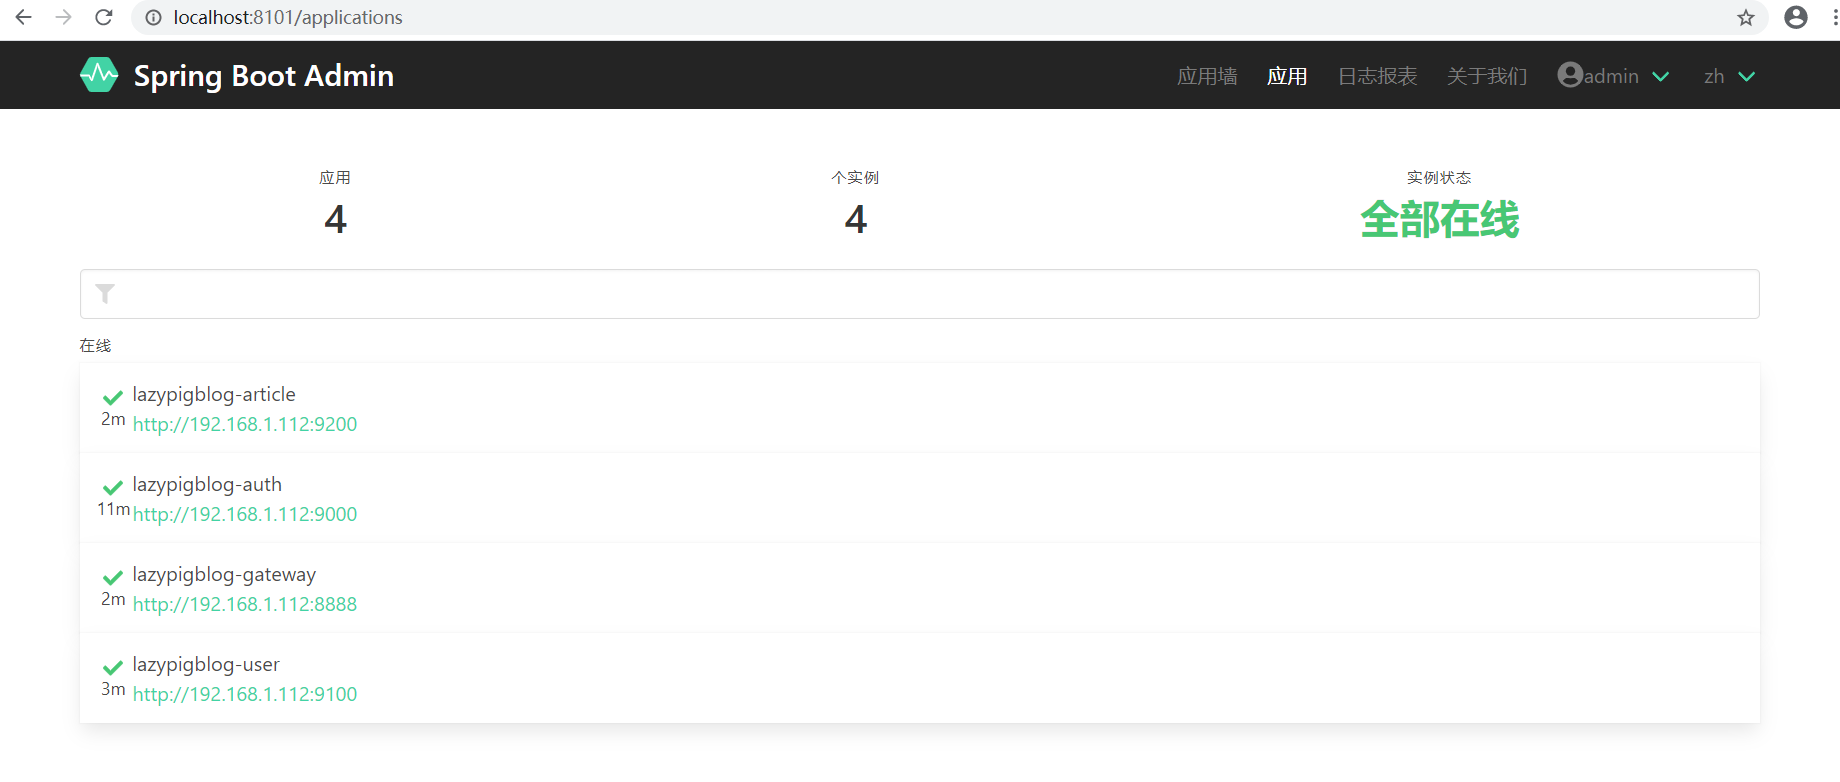 localhost:8101/applications
Spring Boot Admin 应用墙 应用 日志报表 关于我们 admin zh
应用 个实例 实例状态
4 4 全部在线
在线
lazypigblog-article
2m http://192.168.1.112:9200
lazypigblog-auth
11m http://192.168.1.112:9000
lazypigblog-gateway
2m http://192.168.1.112:8888
lazypigblog-user
3m http://192.168.1.112:9100